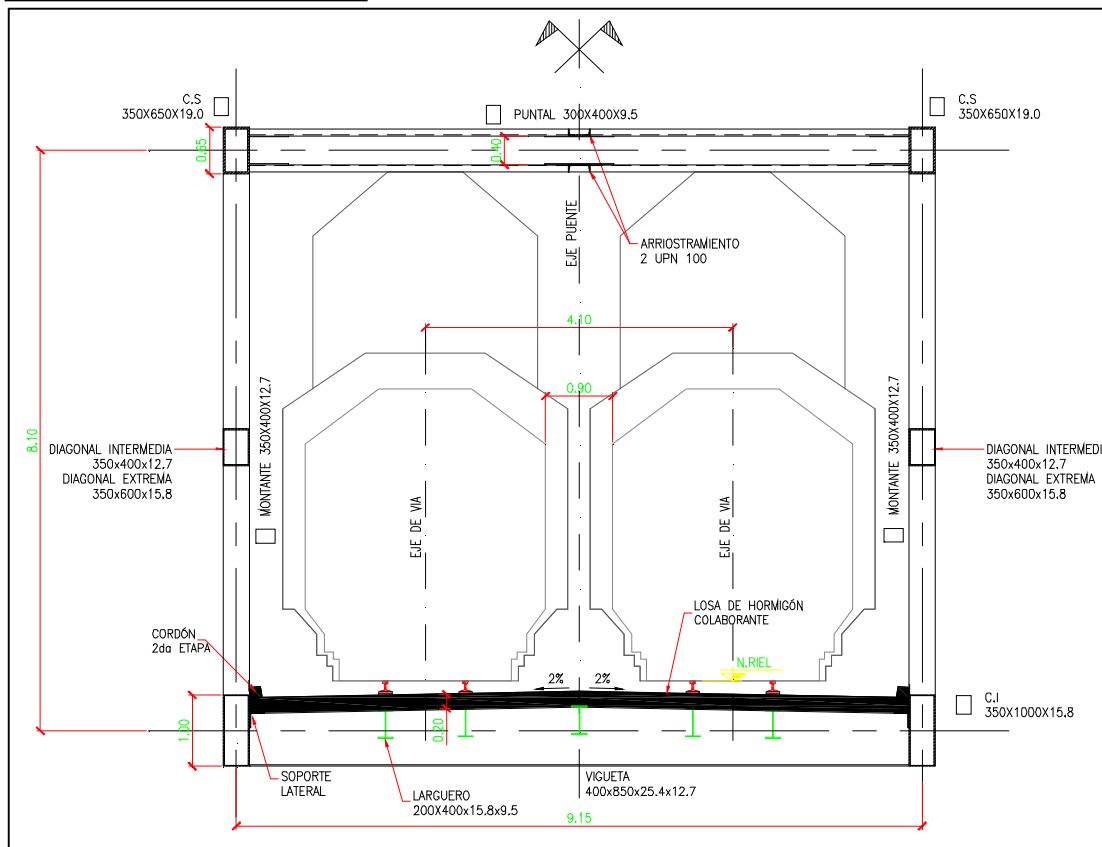 C.S
350X650X19.0
PUNTAL 300X400X9.5
C.S
350X650X19.0
0.65
0.40
EJE PUENTE
ARRIOSTRAMIENTO
2 UPN 100
4.10
0.90
8.10
MONTANTE 350X400X12.7
MONTANTE 350X400X12.7
DIAGONAL INTERMEDIA
350x400x12.7
DIAGONAL EXTREMA
350x600x15.8
DIAGONAL INTERMEDI
350x400x12.7
DIAGONAL EXTREMA
350x600x15.8
EJE DE VIA
EJE DE VIA
LOSA DE HORMIGÓN
COLABORANTE
CORDÓN
2da ETAPA
N.RIEL
2%
2%
C.I
350X1000X15.8
1.00
0.20
SOPORTE
LATERAL
LARGUERO
200X400x15.8x9.5
VIGUETA
400x850x25.4x12.7
9.15